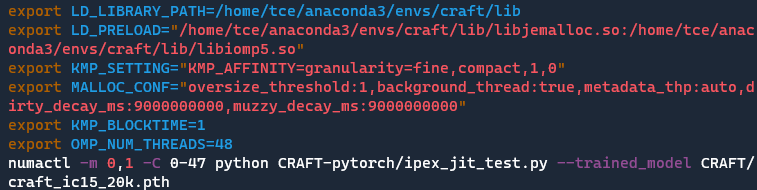 export LD_LIBRARY_PATH=/home/tce/anaconda3/envs/craft/lib
export LD_PRELOAD="/home/tce/anaconda3/envs/craft/lib/libjemalloc.so:/home/tce/anac
onda3/envs/craft/lib/libiomp5.so"
export KMP_SETTING="KMP_AFFINITY=granularity=fine,compact,1,0"
export MALLOC_CONF="oversize_threshold:1,background_thread:true,metadata_thp:auto,d
irty_decay_ms:9000000000,muzzy_decay_ms:9000000000"
export KMP_BLOCKTIME=1
export OMP_NUM_THREADS=48
numactl -m 0,1 -C 0-47 python CRAFT-pytorch/ipex_jit_test.py --trained_model CRAFT/
craft_ic15_20k.pth